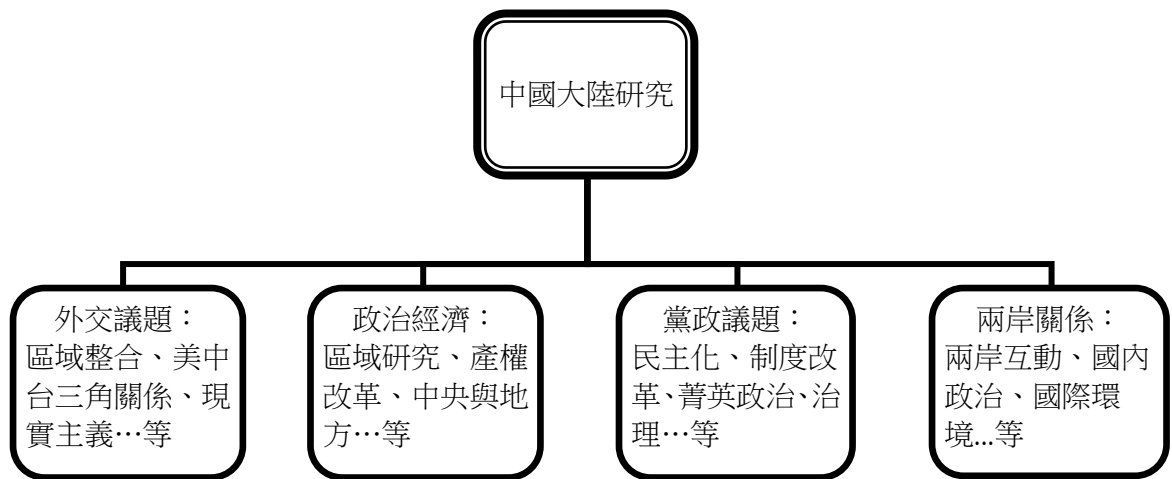 中國大陸研究
外交議題：
區域整合、美中
台三角關係、現
實主義…等
政治經濟：
區域研究、產權
改革、中央與地
方…等
黨政議題：
民主化、制度改
革、菁英政治、治
理…等
兩岸關係：
兩岸互動、國內
政治、國際環
境...等